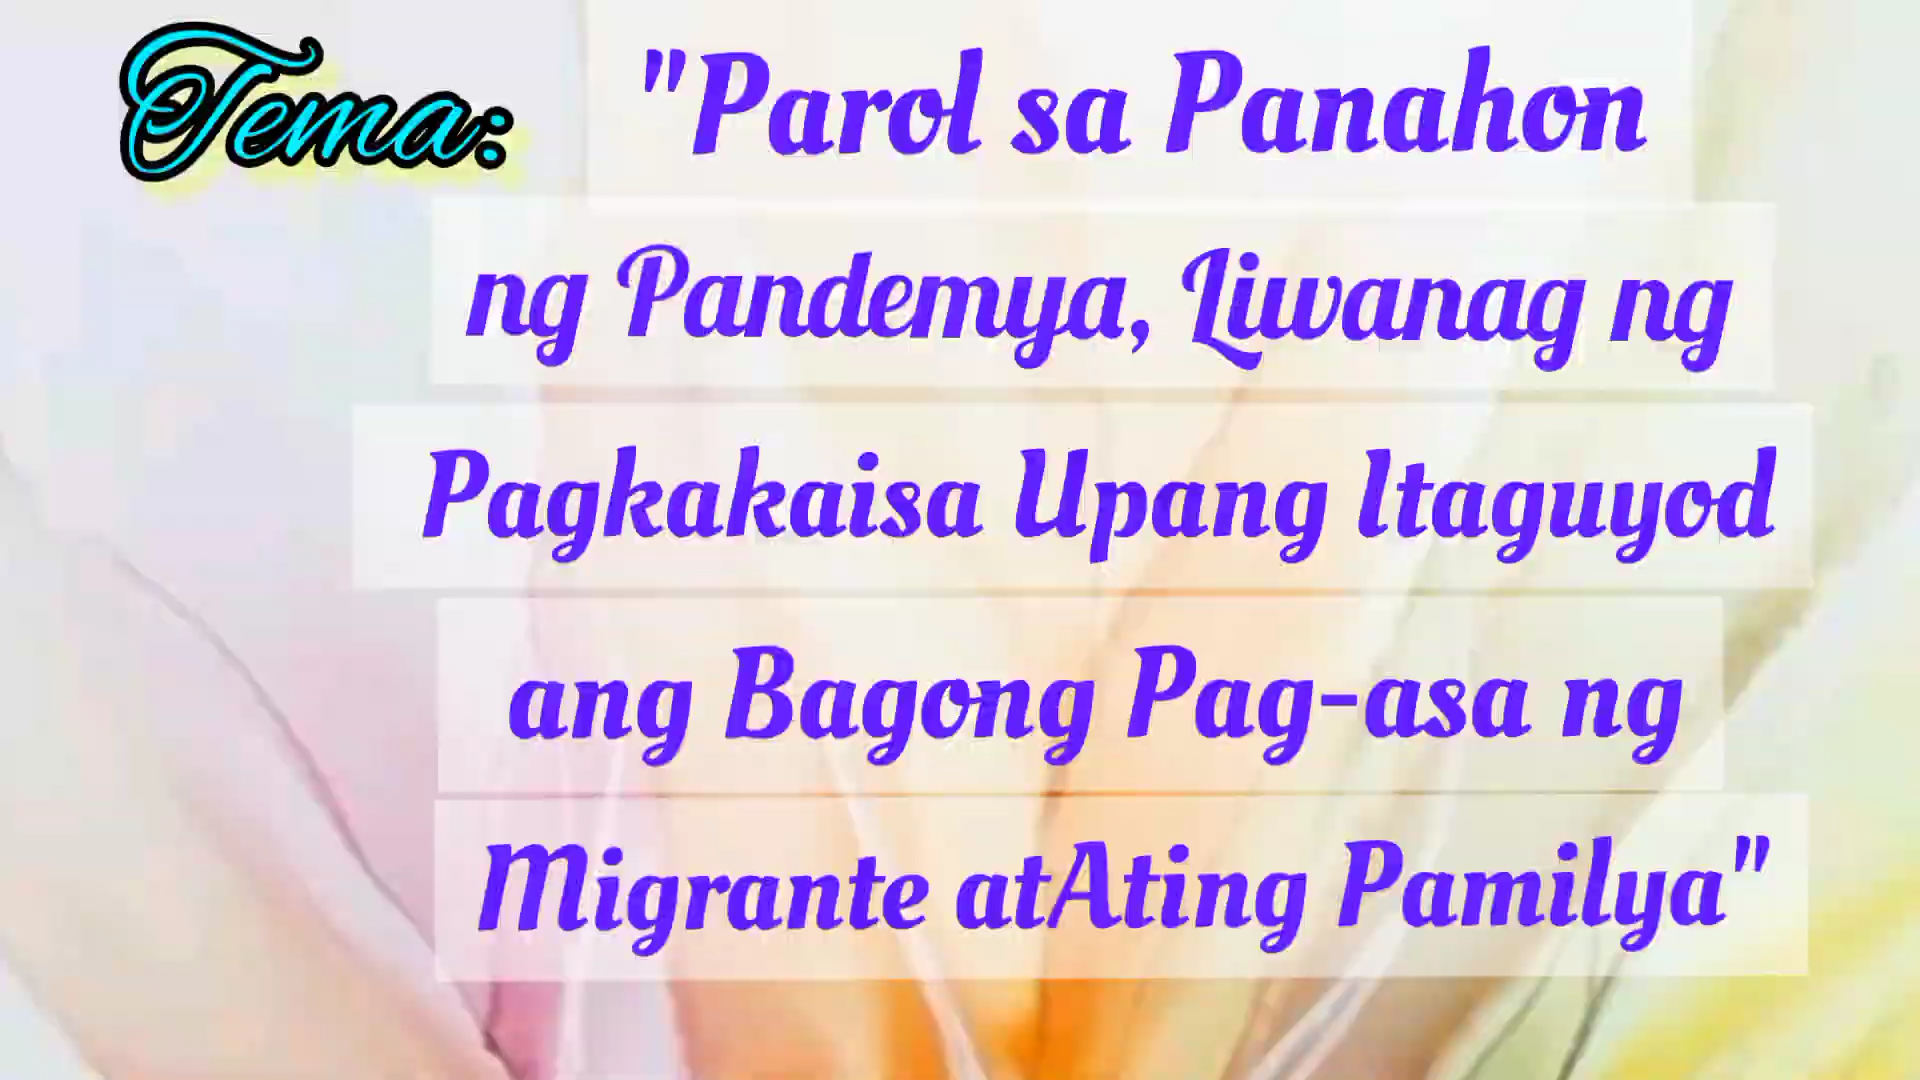 Tema: "Parol sa Panahon
ng Pandemya, Liwanag ng
Pagkakaisa Upang Itaguyod
ang Bagong Pag-asa ng
Migrante atAting Pamilya"